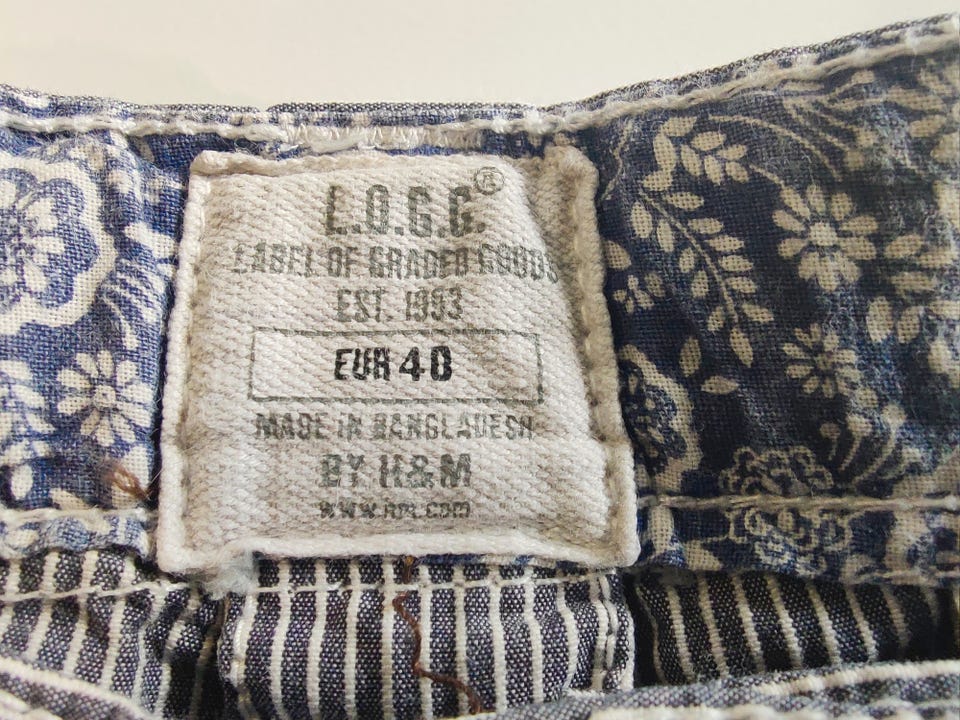 L.O.G.G.®
LABEL OF GRADED GOODS
EST. 1993
EUR 40
MADE IN BANGLADESH
BY H&M
www.hm.com